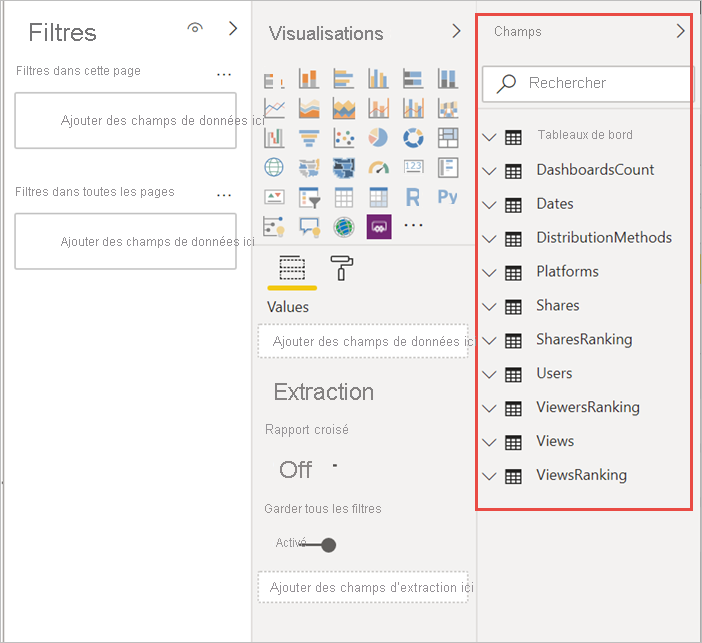 Filtres
Filtres dans cette page
...
Ajouter des champs de données ici
Filtres dans toutes les pages
...
Ajouter des champs de données ici
Visualisations
123
R
Py
...
Values
Ajouter des champs de données ic
Extraction
Rapport croisé
Off
Garder tous les filtres
Activé
Ajouter des champs d'extraction ici
Champs
Rechercher
Tableaux de bord
DashboardsCount
Dates
DistributionMethods
Platforms
Shares
SharesRanking
Users
ViewersRanking
Views
ViewsRanking